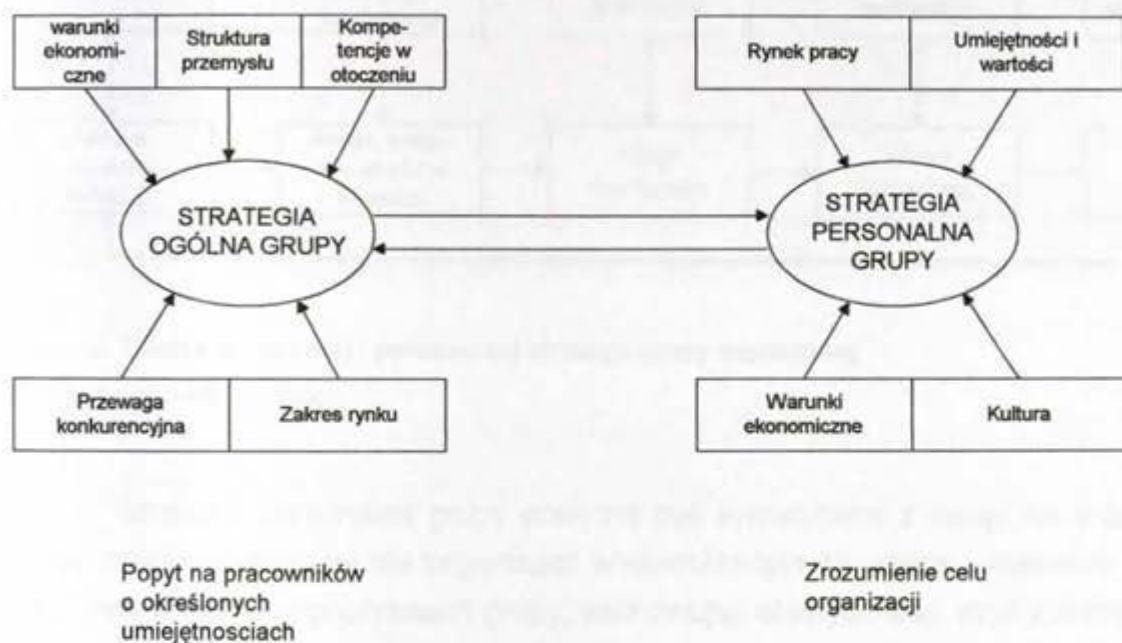 warunki
ekonomi-
czne
Struktura
przemysłu
Kompe-
tencje w
otoczeniu
Rynek pracy
Umiejętności i
wartości
STRATEGIA
OGÓLNA GRUPY
STRATEGIA
PERSONALNA
GRUPY
Przewaga
konkurencyjna
Zakres rynku
Warunki
ekonomiczne
Kultura
Popyt na pracowników
o określonych
umiejętnosciach
Zrozumienie celu
organizacji